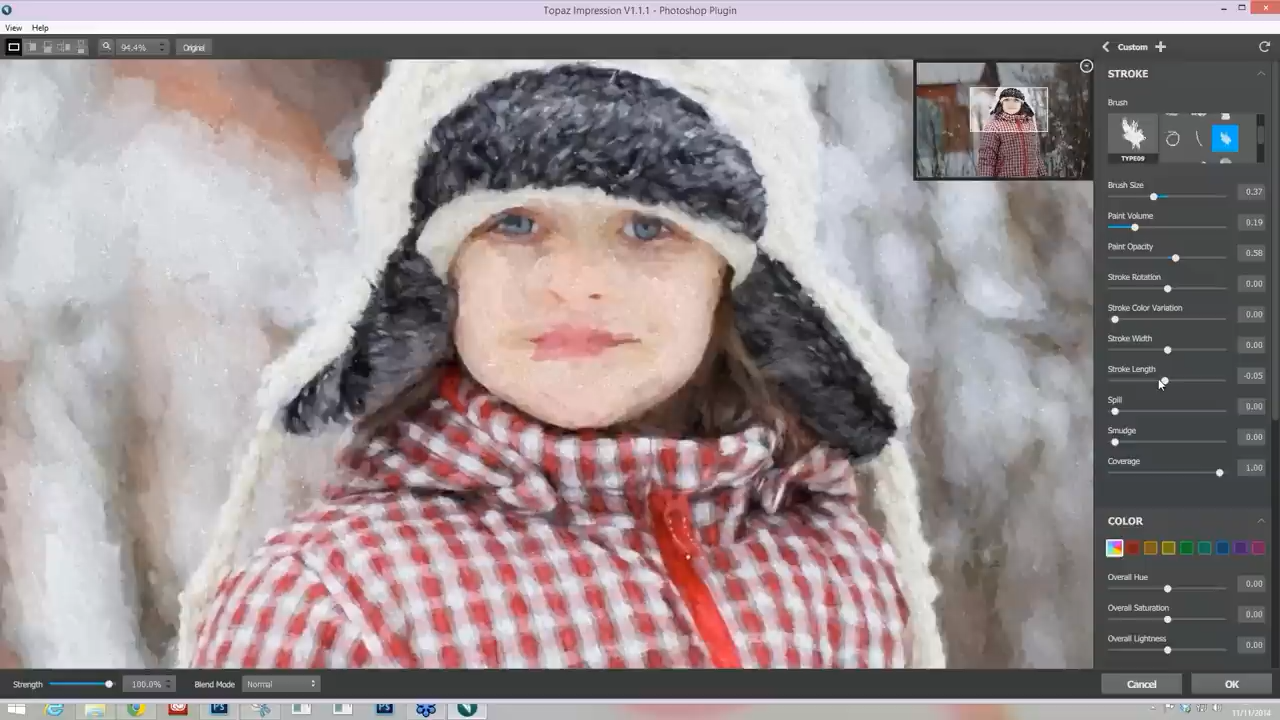 Topaz Impression V1.1.1 - Photoshop Plugin
View Help
94.4% Original
Custom
STROKE
Brush
TYPE09
Brush Size 0.37
Paint Volume 0.19
Paint Opacity 0.58
Stroke Rotation 0.00
Stroke Color Variation 0.00
Stroke Width 0.00
Stroke Length -0.05
Spill 0.00
Smudge 0.00
Coverage 1.00
COLOR
Overall Hue 0.00
Overall Saturation 0.00
Overall Lightness 0.00
Strength 100.0% Blend Mode Normal Cancel OK
PS PS
11/11/2014